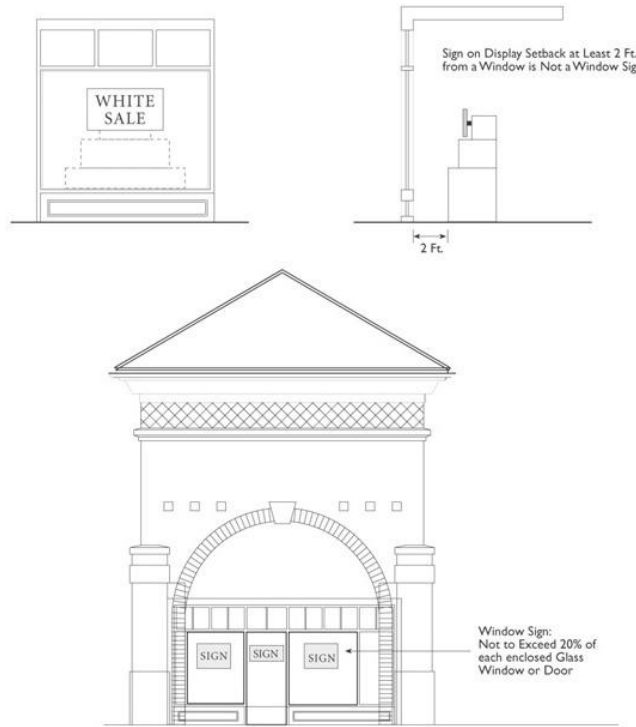 WHITE
SALE
Sign on Display Setback at Least 2 Ft.
from a Window is Not a Window Sig
2 Ft.
SIGN
SIGN
SIGN
Window Sign:
Not to Exceed 20% of
each enclosed Glass
Window or Door